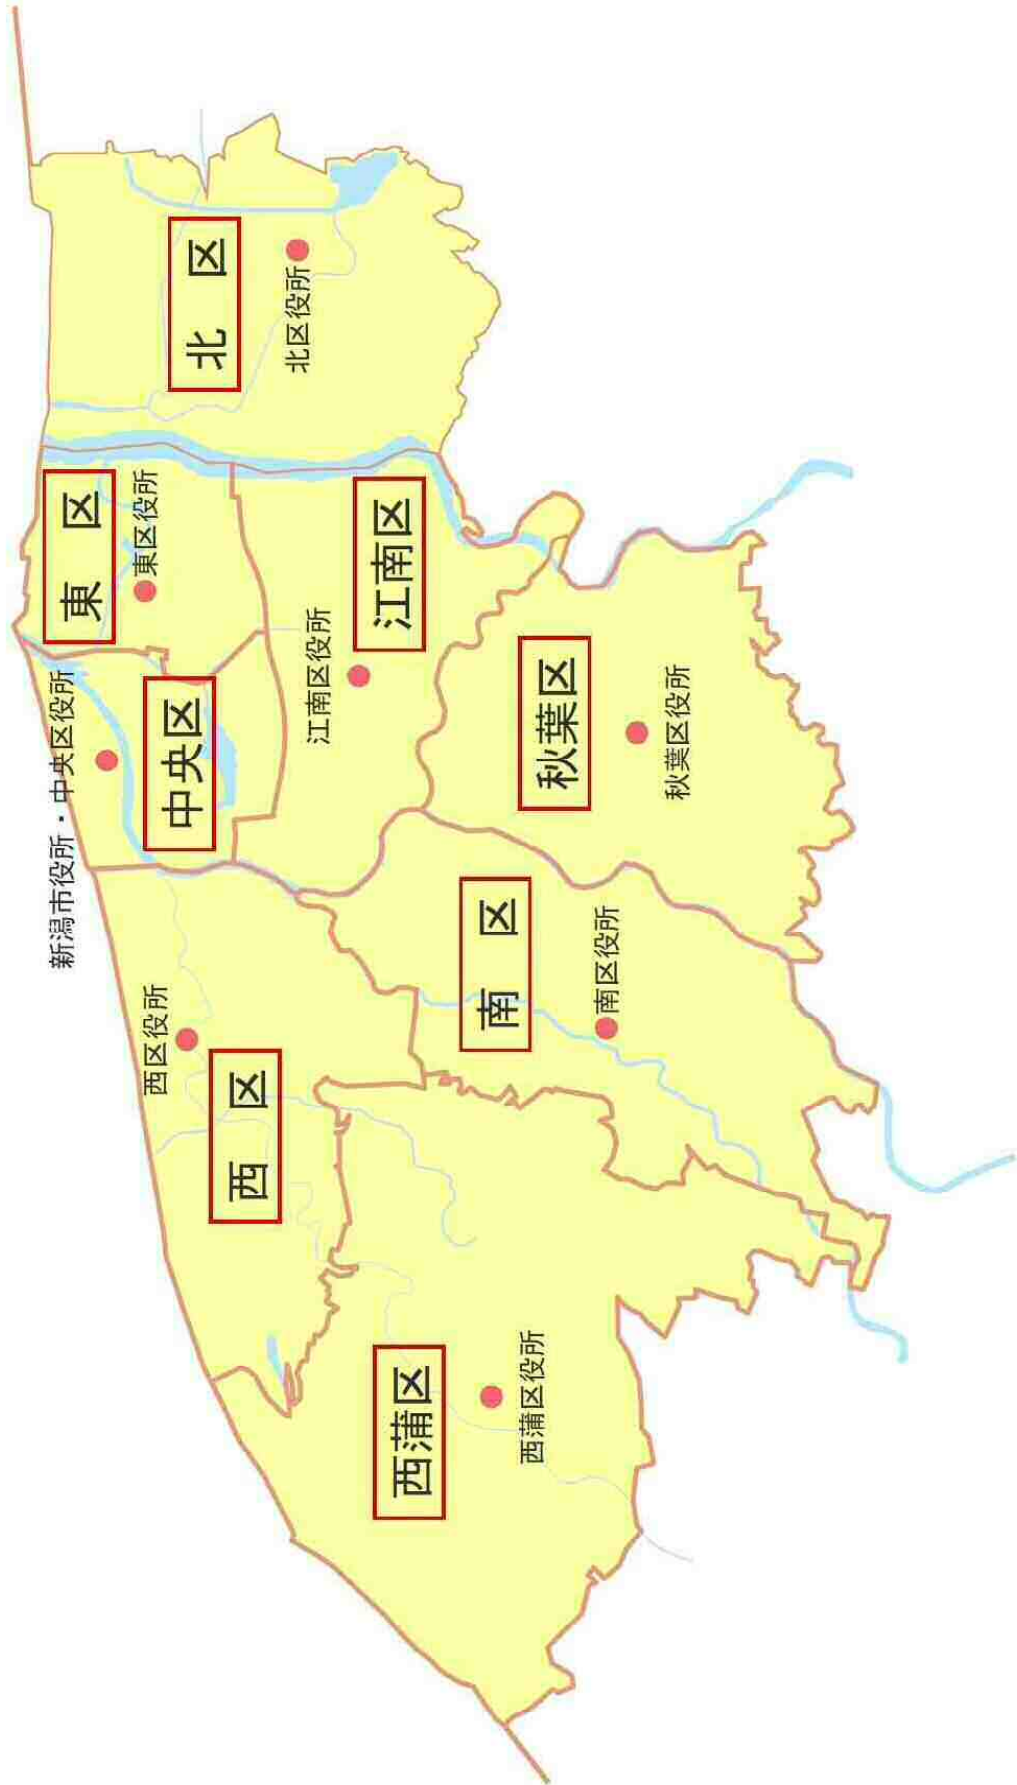 北区
北区役所
東区
東区役所
新潟市役所・中央区役所
中央区
江南区役所
江南区
秋葉区
秋葉区役所
南区
南区役所
西区役所
西区
西蒲区
西蒲区役所